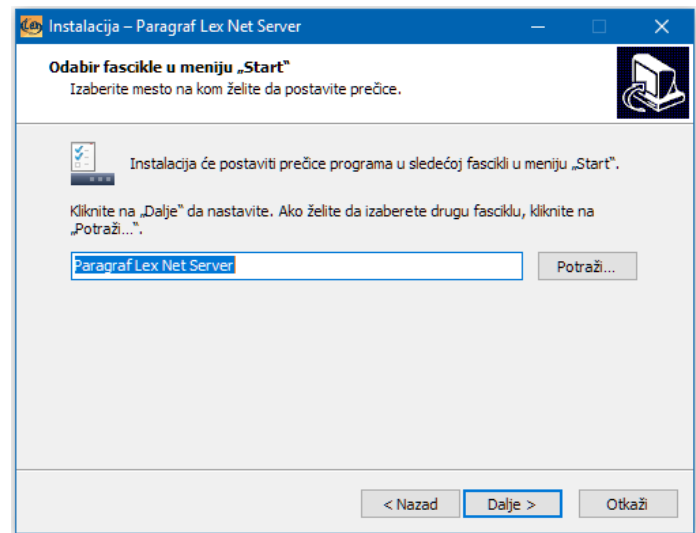 Lex Instalacija – Paragraf Lex Net Server
Odabir fascikle u meniju „Start“
Izaberite mesto na kom želite da postavite prečice.
Instalacija će postaviti prečice programa u sledećoj fascikli u meniju „Start“.
Kliknite na „Dalje“ da nastavite. Ako želite da izaberete drugu fasciklu, kliknite na
„Potraži...“.
Paragraf Lex Net Server Potraži...
< Nazad Dalje > Otkaži